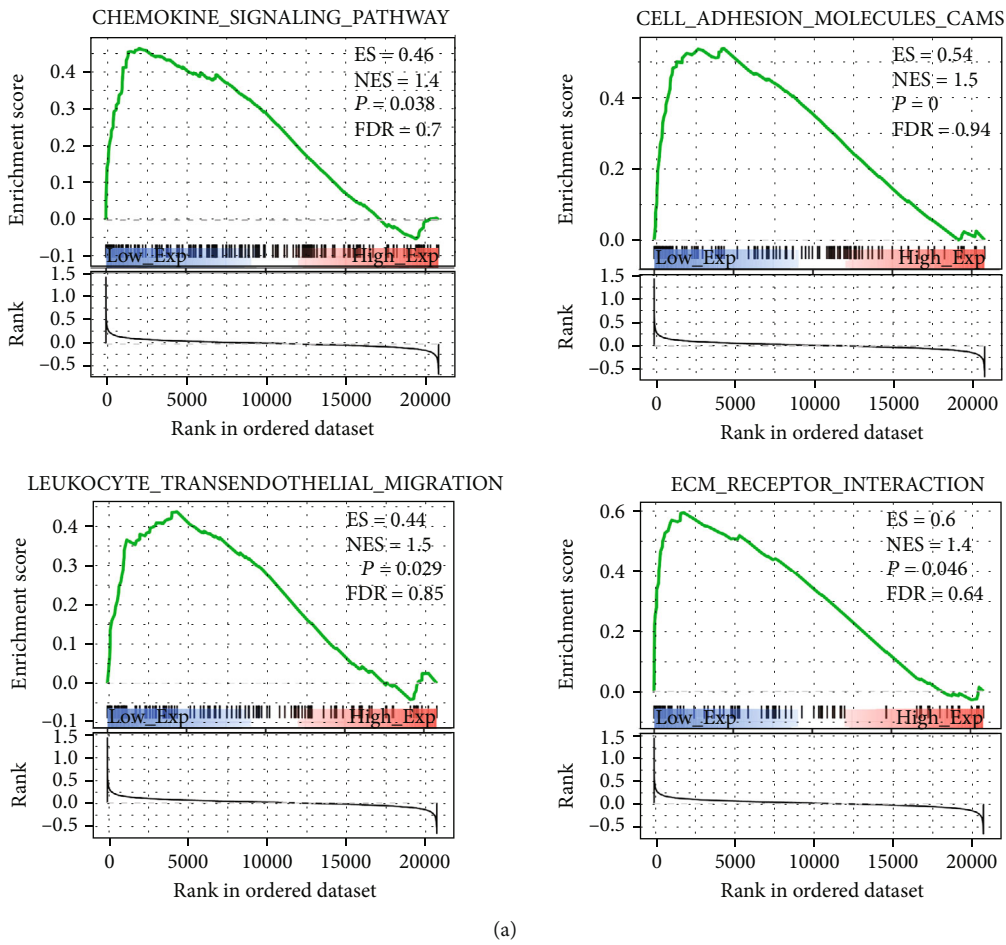 CHEMOKINE_SIGNALING_PATHWAY
ES = 0.46
NES = 1.4
P = 0.038
FDR = 0.7
Enrichment score
0.4
0.3
0.2
0.1
0.0
–0.1
Low_Exp
High_Exp
Rank
1.5
1.0
0.5
0.0
–0.5
0 5000 10000 15000 20000
Rank in ordered dataset
CELL_ADHESION_MOLECULES_CAMS
ES = 0.54
NES = 1.5
P = 0
FDR = 0.94
Enrichment score
0.4
0.2
0.0
Low_Exp
High_Exp
Rank
1.5
1.0
0.5
0.0
–0.5
0 5000 10000 15000 20000
Rank in ordered dataset
LEUKOCYTE_TRANSENDOTHELIAL_MIGRATION
ES = 0.44
NES = 1.5
P = 0.029
FDR = 0.85
Enrichment score
0.4
0.3
0.2
0.1
0.0
–0.1
Low_Exp
High_Exp
Rank
1.5
1.0
0.5
0.0
–0.5
0 5000 10000 15000 20000
Rank in ordered dataset
ECM_RECEPTOR_INTERACTION
ES = 0.6
NES = 1.4
P = 0.046
FDR = 0.64
Enrichment score
0.6
0.4
0.2
0.0
Low_Exp
High_Exp
Rank
1.5
1.0
0.5
0.0
–0.5
0 5000 10000 15000 20000
Rank in ordered dataset
(a)